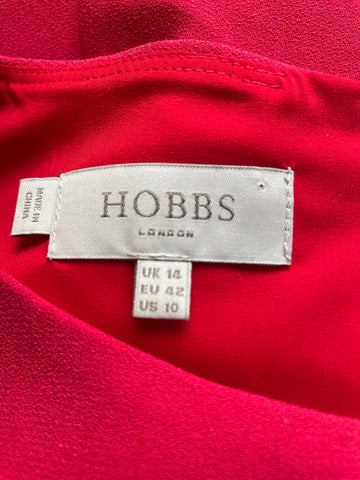 HOBBS
LONDON
MADE IN
CHINA
UK 14
EU 42
US 10